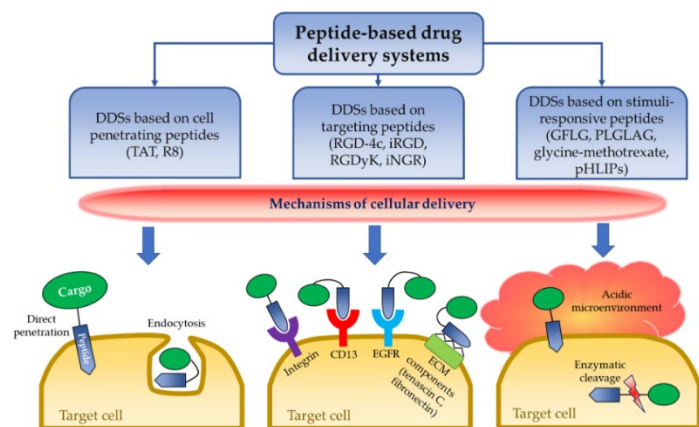 Peptide-based drug
delivery systems
DDSs based on cell
penetrating peptides
(TAT, R8)
DDSs based on
targeting peptides
(RGD-4c, iRGD,
RGDyK, iNGR)
DDSs based on stimuli-
responsive peptides
(GFLG, PLGLAG,
glycine-methotrexate,
pHLIPs)
Mechanisms of cellular delivery
Cargo
Direct
penetration
Peptide
Endocytosis
Target cell
Integrin
CD13
EGFR
ECM
components
(tenascin C,
fibronectin)
Target cell
Acidic
microenvironment
Enzymatic
cleavage
Target cell